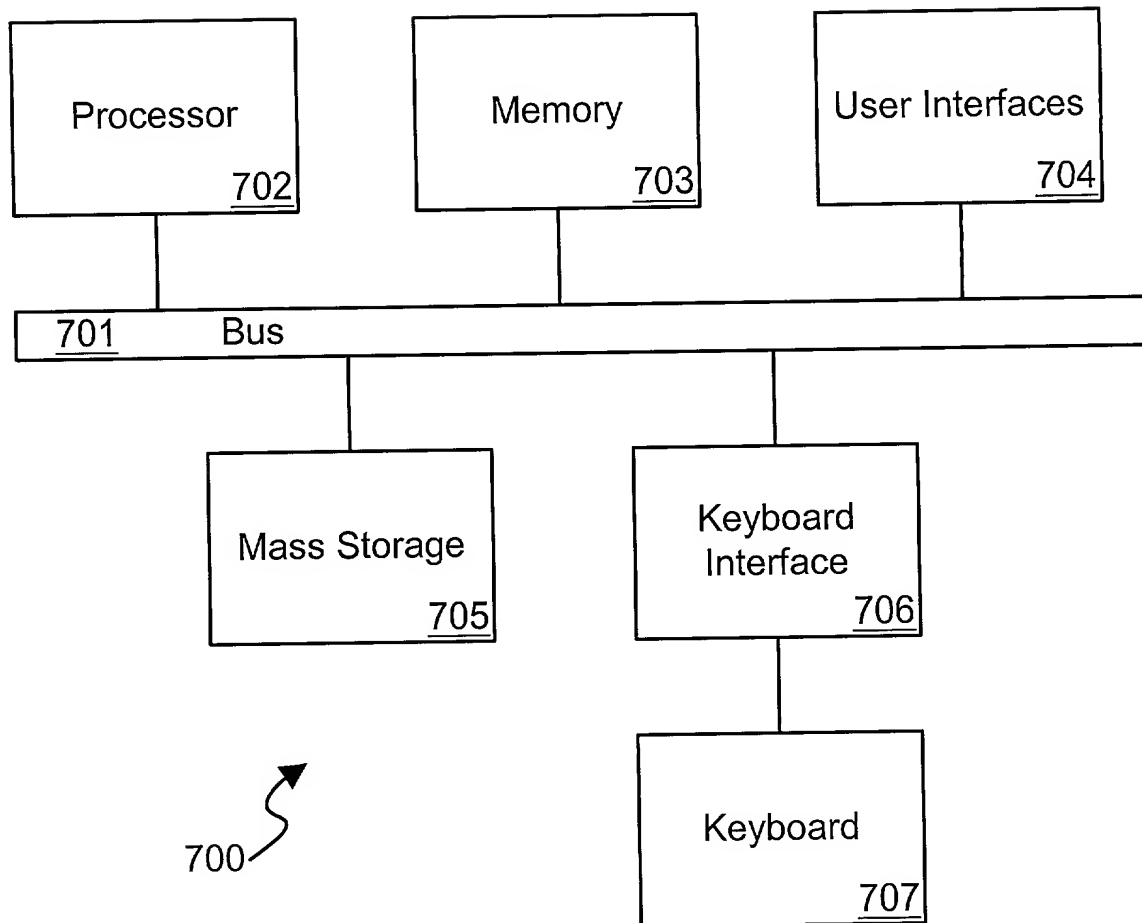 Processor
702
Memory
703
User Interfaces
704
701 Bus
Mass Storage
705
Keyboard
Interface
706
700
Keyboard
707